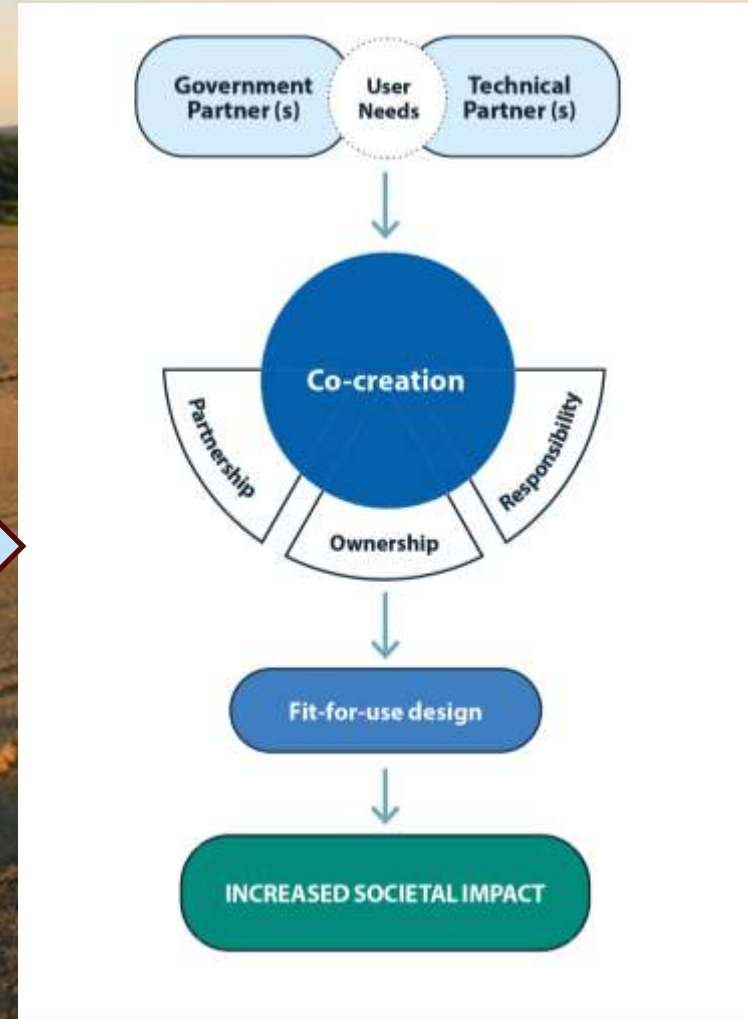 Government
Partner (s)
User
Needs
Technical
Partner (s)
Co-creation
Partnership
Ownership
Responsibility
Fit-for-use design
INCREASED SOCIETAL IMPACT